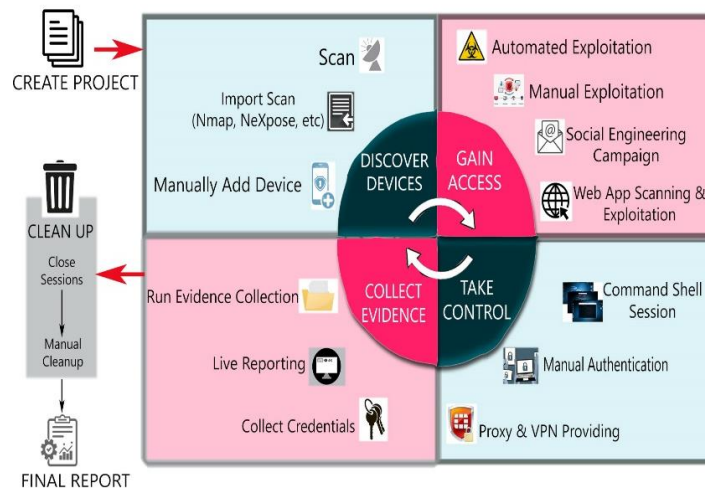 CREATE PROJECT
Scan
Import Scan
(Nmap, NeXpose, etc)
Manually Add Device
DISCOVER
DEVICES
GAIN
ACCESS
Automated Exploitation
Manual Exploitation
Social Engineering
Campaign
Web App Scanning &
Exploitation
COLLECT
EVIDENCE
TAKE
CONTROL
Run Evidence Collection
Live Reporting
Collect Credentials
Command Shell
Session
Manual Authentication
Proxy & VPN Providing
CLEAN UP
Close
Sessions
Manual
Cleanup
FINAL REPORT